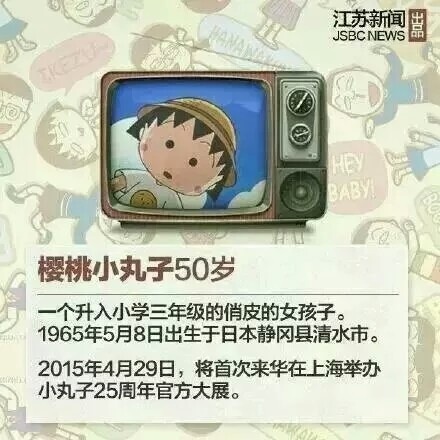 江苏新闻
JSBC NEWS
出品
HANAWA
HEY
BABY!
樱桃小丸子50岁
一个升入小学三年级的俏皮的女孩子。
1965年5月8日出生于日本静冈县清水市。
2015年4月29日，将首次来华在上海举办
小丸子25周年官方大展。